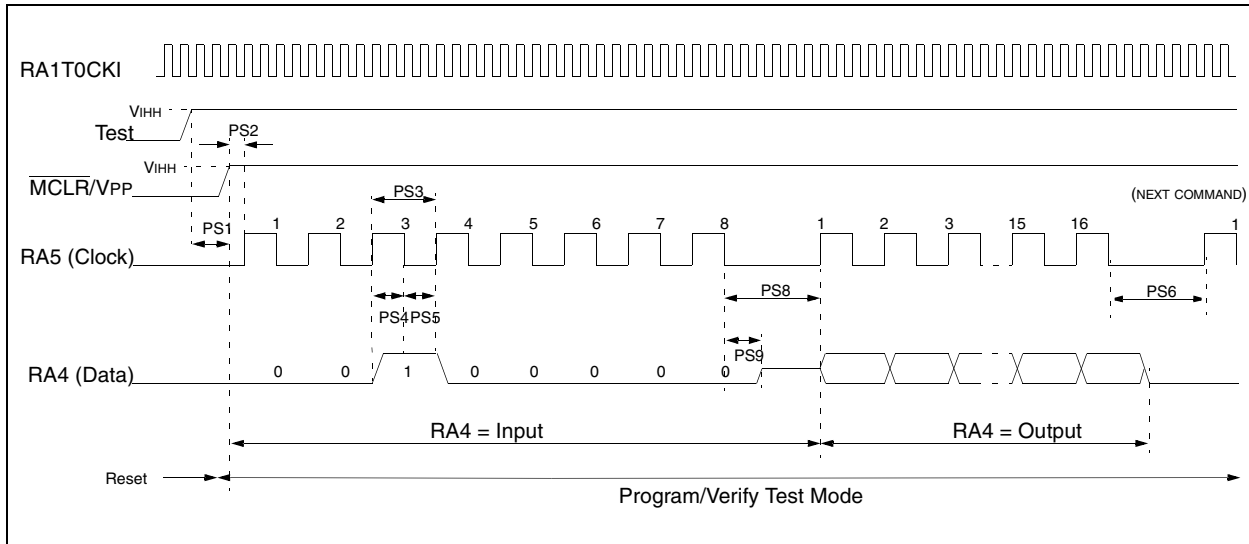 RA1T0CKI
VIHH
Test
PS2
VIHH
MCLR/VPP
PS3
(NEXT COMMAND)
PS1
1 2 3 4 5 6 7 8 1 2 3 15 16 1
RA5 (Clock)
PS8
PS6
PS4 PS5
PS9
RA4 (Data)
0 0 1 0 0 0 0 0
RA4 = Input
RA4 = Output
Reset
Program/Verify Test Mode